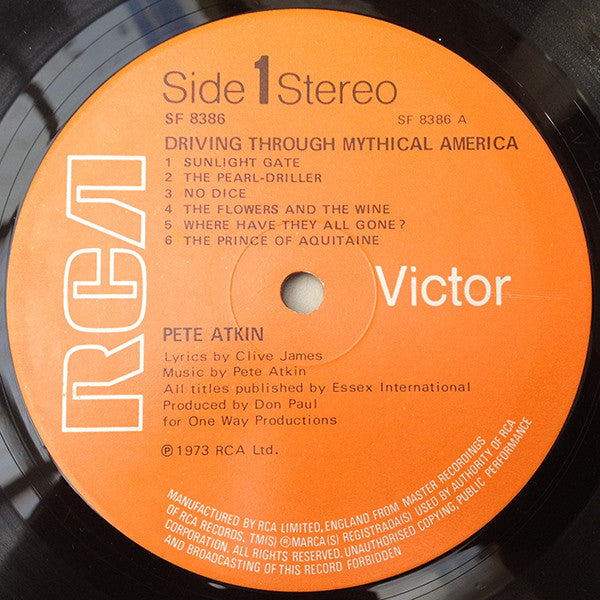 Side 1 Stereo
SF 8386
SF 8386 A
DRIVING THROUGH MYTHICAL AMERICA
1 SUNLIGHT GATE
2 THE PEARL-DRILLER
3 NO DICE
4 THE FLOWERS AND THE WINE
5 WHERE HAVE THEY ALL GONE?
6 THE PRINCE OF AQUITAINE
RCA
Victor
PETE ATKIN
Lyrics by Clive James
Music by Pete Atkin
All titles published by Essex International
Produced by Don Paul
for One Way Productions
℗ 1973 RCA Ltd.
MANUFACTURED BY RCA LIMITED, ENGLAND FROM MASTER RECORDINGS
OF RCA RECORDS. TM(S) ® MARCA(S) REGISTRADA(S) USED BY AUTHORITY OF RCA
CORPORATION. ALL RIGHTS RESERVED. UNAUTHORISED COPYING, PUBLIC PERFORMANCE
AND BROADCASTING OF THIS RECORD FORBIDDEN